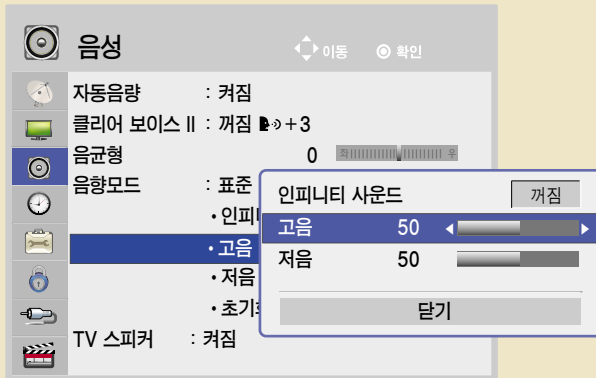 음성
이동 ⊙ 확인
자동음량 : 켜짐
클리어 보이스 II : 꺼짐 +3
음균형 0 좌 우
음향모드 : 표준
• 인피니
• 고음
• 저음
• 초기화
TV 스피커 : 켜짐
인피니티 사운드 꺼짐
고음 50
저음 50
닫기